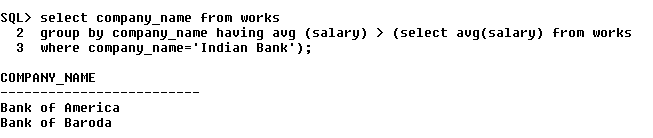 SQL> select company_name from works
2 group by company_name having avg (salary) > (select avg(salary) from works
3 where company_name='Indian Bank');
COMPANY_NAME
-------------------------
Bank of America
Bank of Baroda